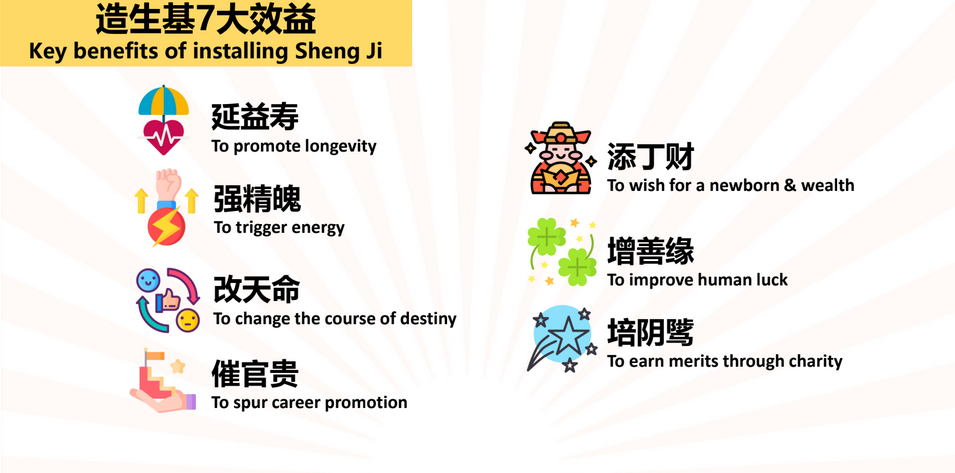 造生基7大效益
Key benefits of installing Sheng Ji
延益寿
To promote longevity
强精魄
To trigger energy
改天命
To change the course of destiny
催官贵
To spur career promotion
添丁财
To wish for a newborn & wealth
增善缘
To improve human luck
培阴骘
To earn merits through charity